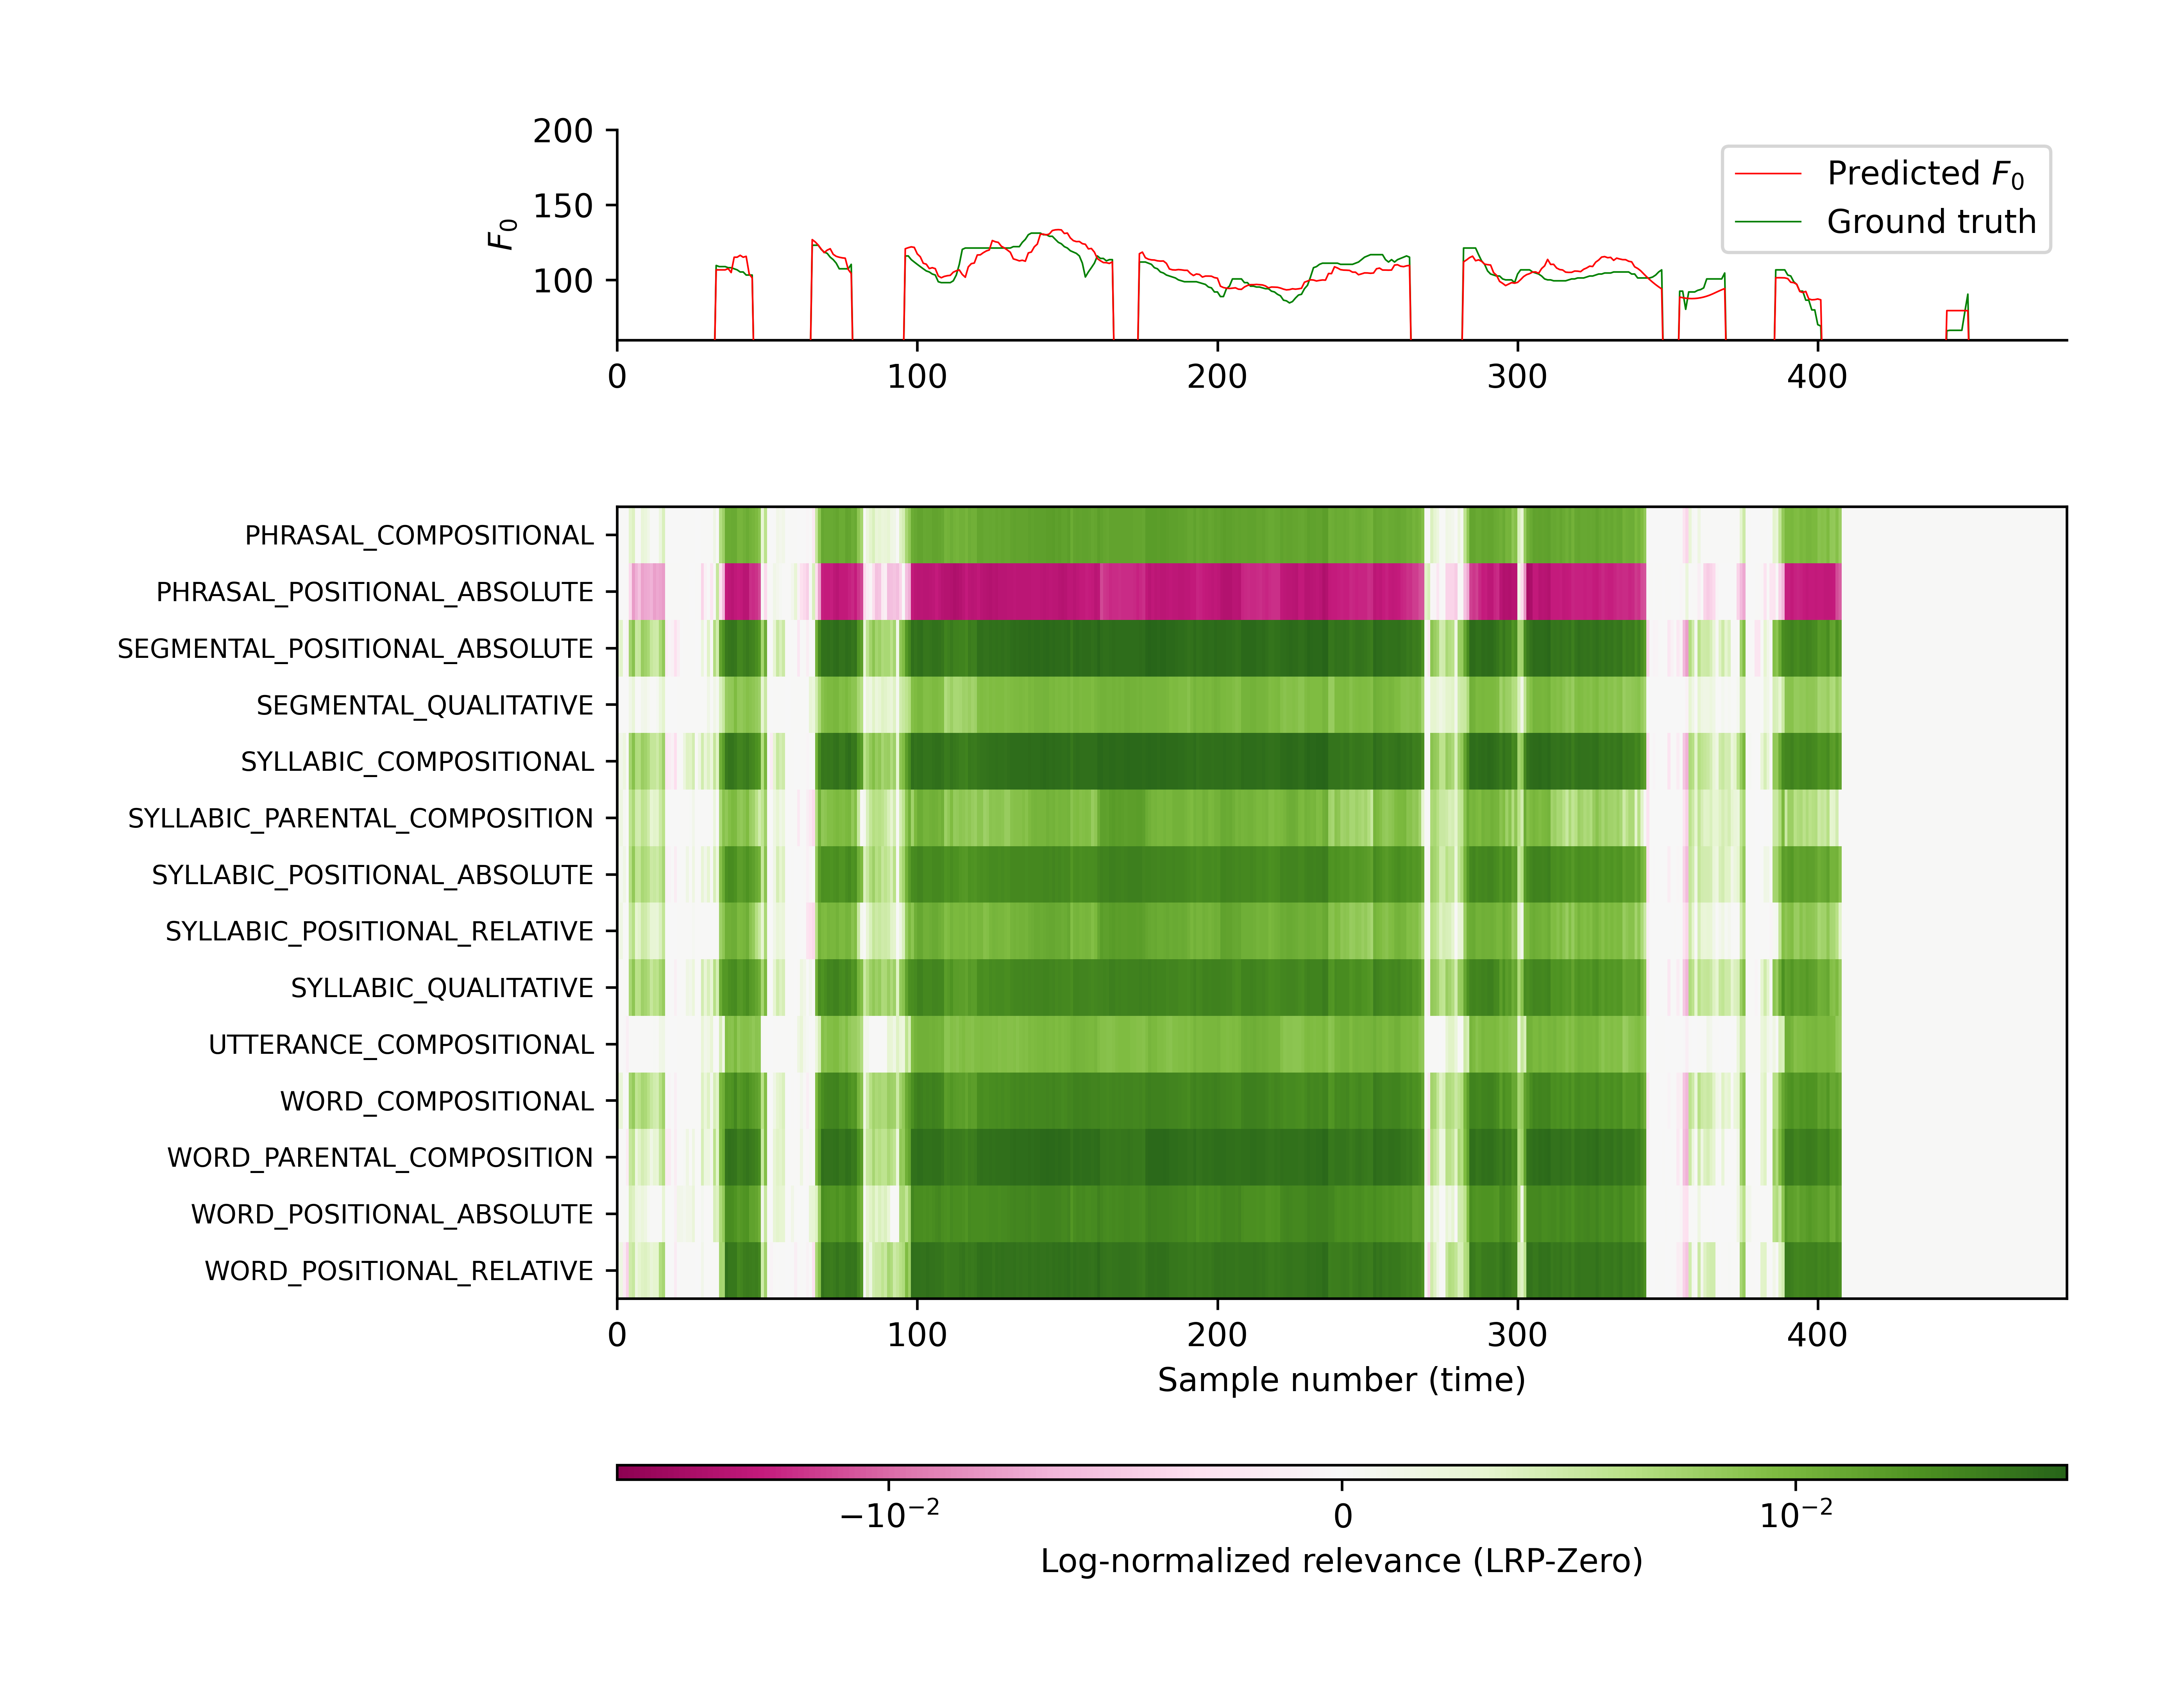 200
150
100
F₀
Predicted F₀
Ground truth
0 100 200 300 400
PHRASAL_COMPOSITIONAL
PHRASAL_POSITIONAL_ABSOLUTE
SEGMENTAL_POSITIONAL_ABSOLUTE
SEGMENTAL_QUALITATIVE
SYLLABIC_COMPOSITIONAL
SYLLABIC_PARENTAL_COMPOSITION
SYLLABIC_POSITIONAL_ABSOLUTE
SYLLABIC_POSITIONAL_RELATIVE
SYLLABIC_QUALITATIVE
UTTERANCE_COMPOSITIONAL
WORD_COMPOSITIONAL
WORD_PARENTAL_COMPOSITION
WORD_POSITIONAL_ABSOLUTE
WORD_POSITIONAL_RELATIVE
0 100 200 300 400
Sample number (time)
−10⁻² 0 10⁻²
Log-normalized relevance (LRP-Zero)